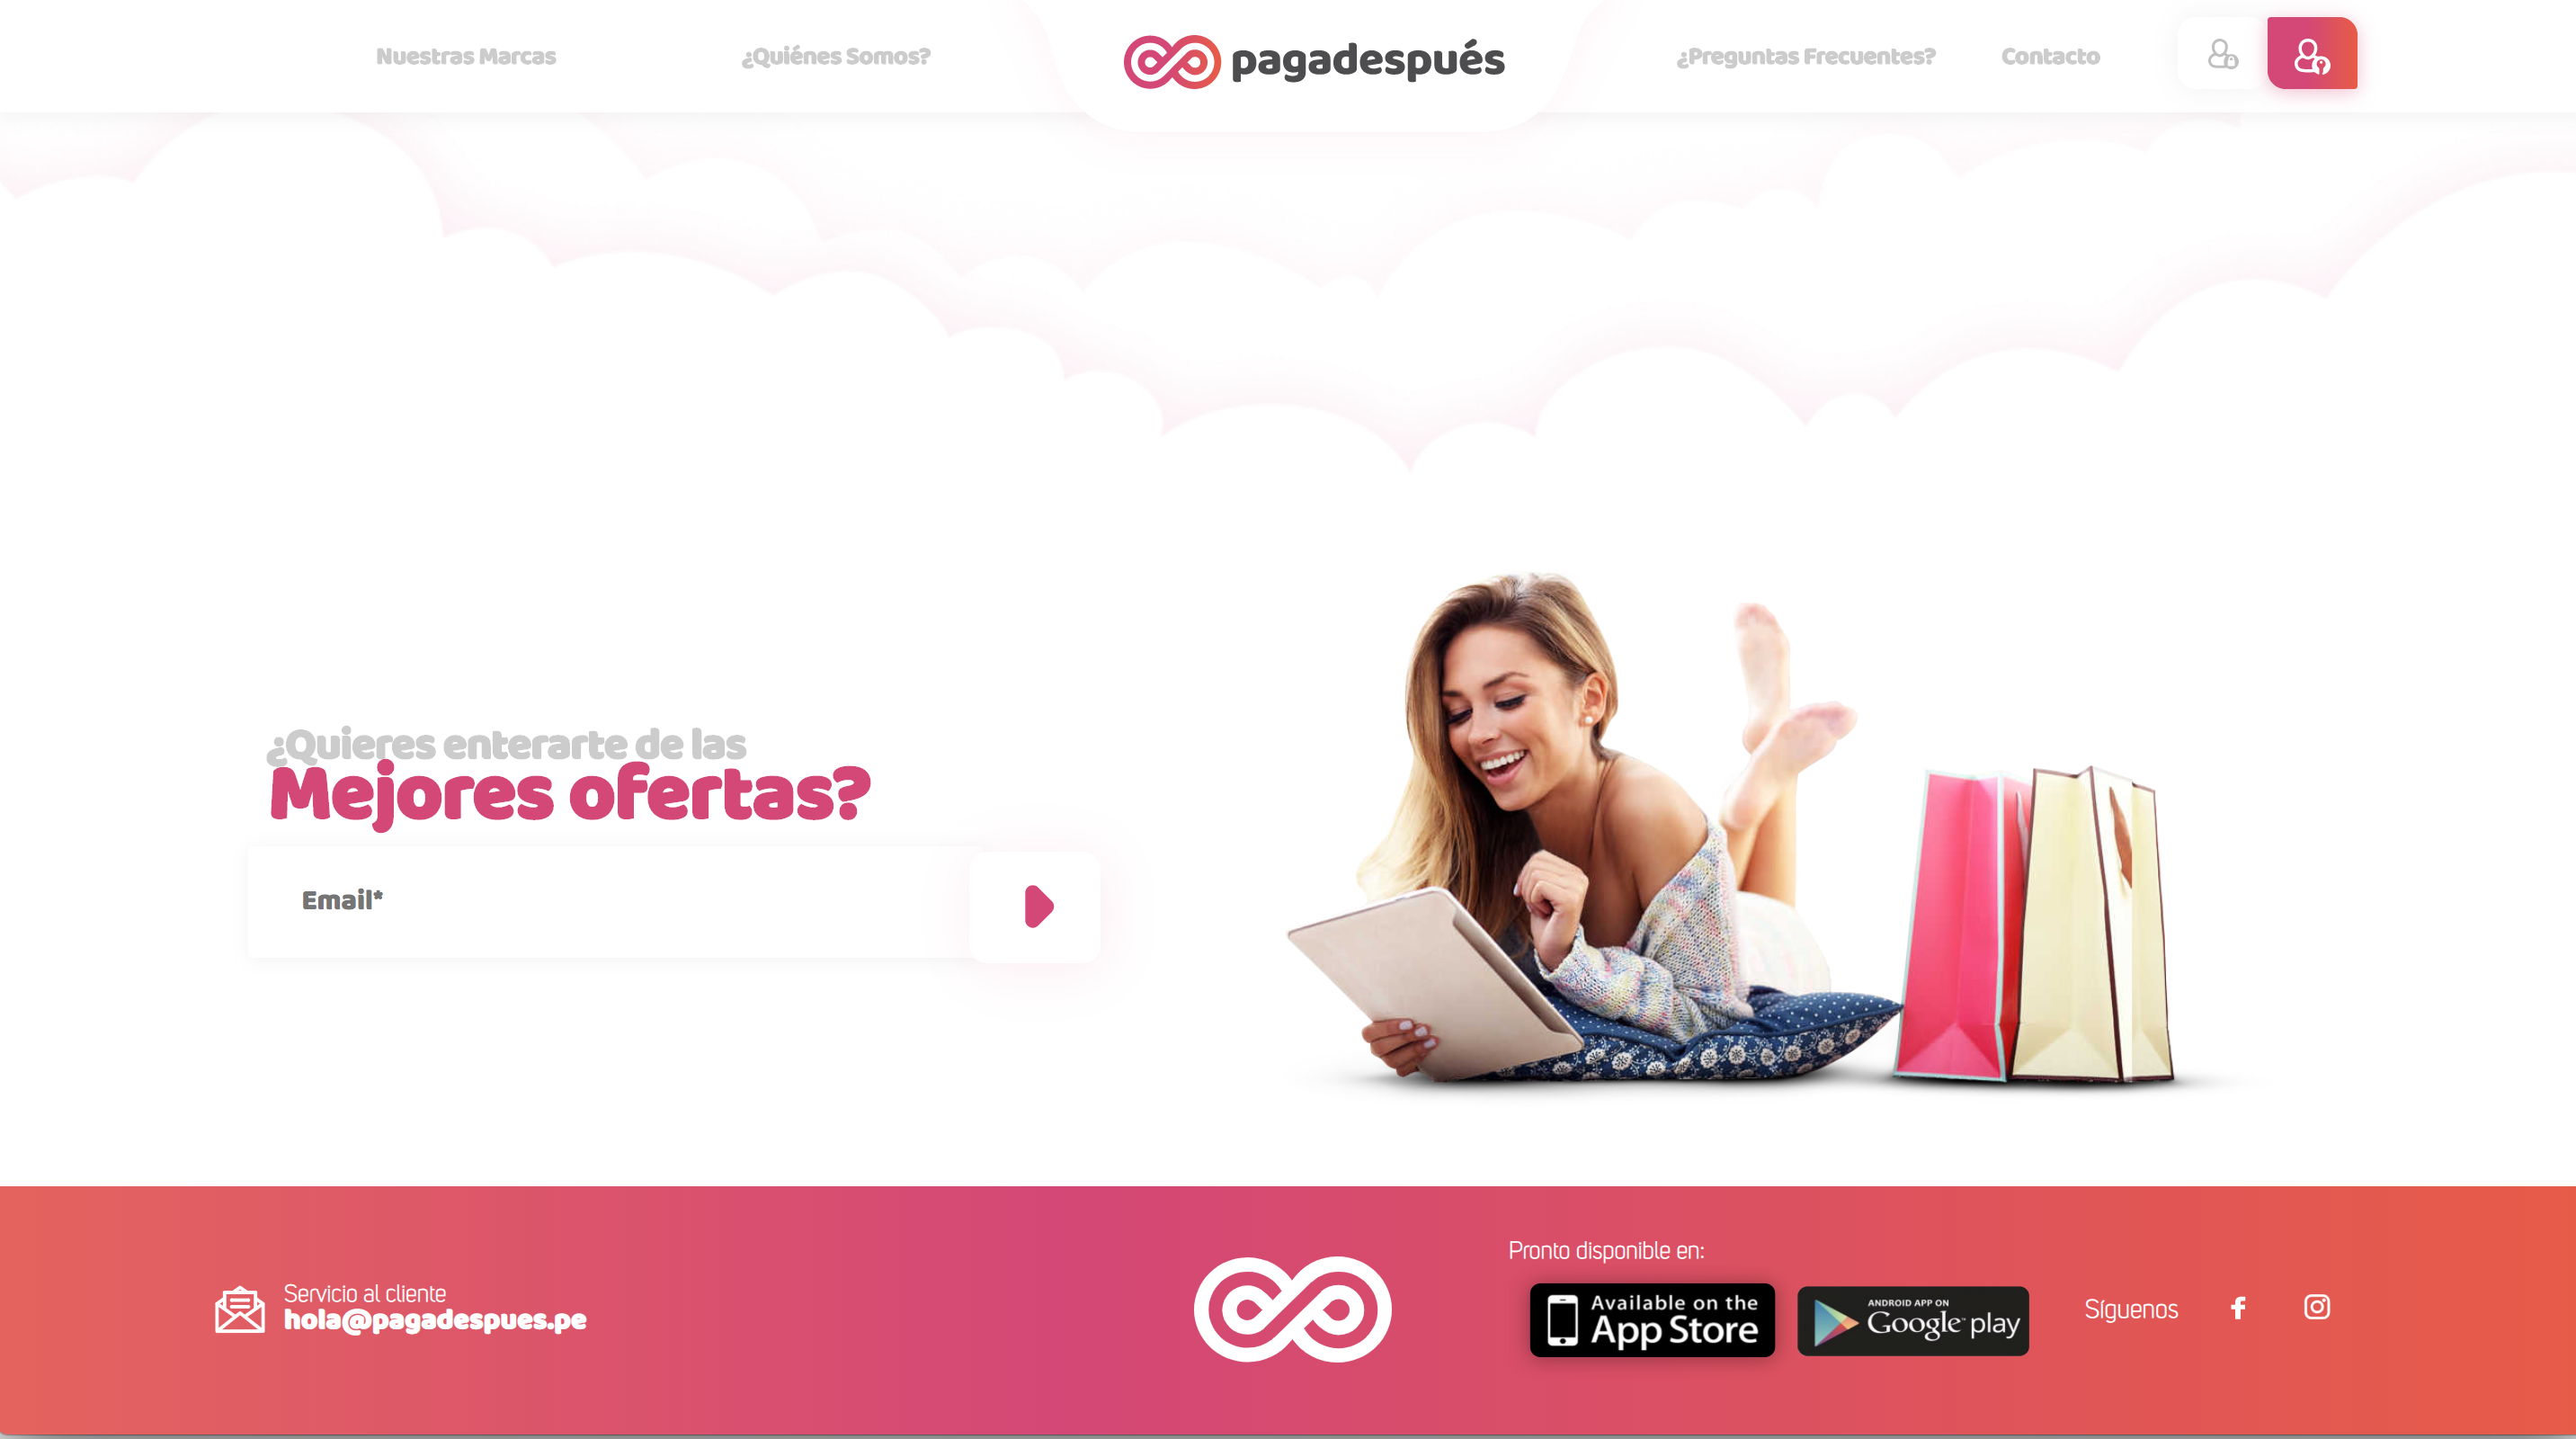 Nuestras Marcas
¿Quiénes Somos?
pagadespués
¿Preguntas Frecuentes?
Contacto
¿Quieres enterarte de las
Mejores ofertas?
Email*
Servicio al cliente
hola@pagadespues.pe
Pronto disponible en:
Available on the
App Store
ANDROID APP ON
Google play
Síguenos